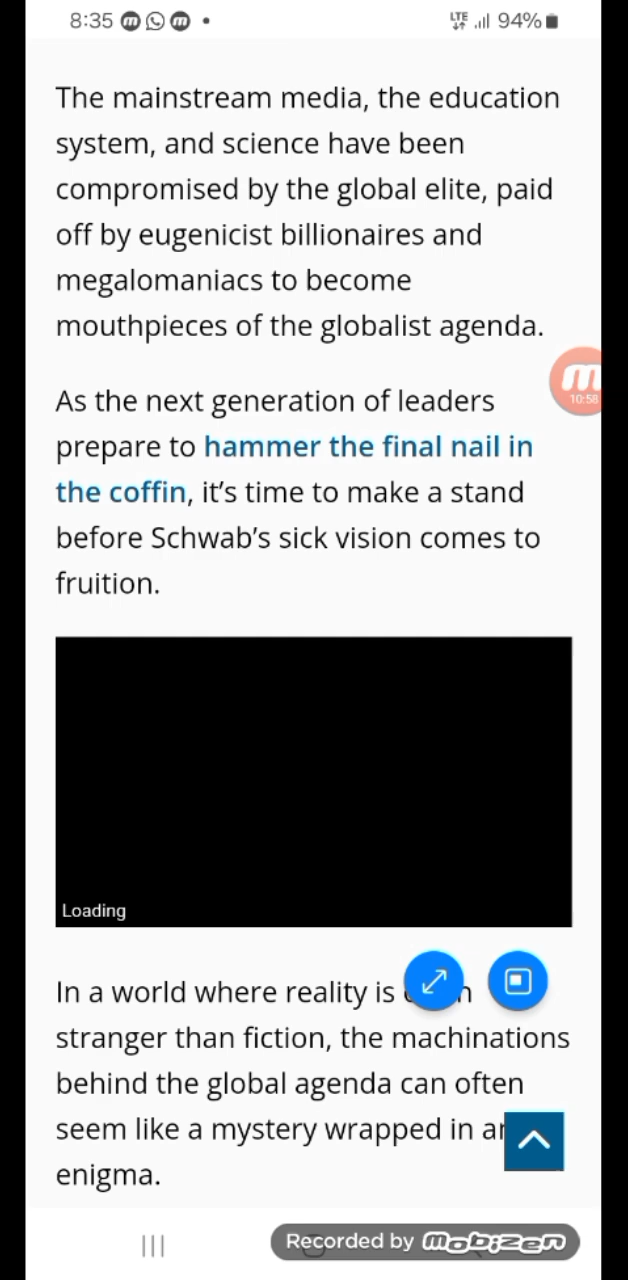 8:35
LTE 94%
The mainstream media, the education
system, and science have been
compromised by the global elite, paid
off by eugenicist billionaires and
megalomaniacs to become
mouthpieces of the globalist agenda.
10:58
As the next generation of leaders
prepare to hammer the final nail in
the coffin, it’s time to make a stand
before Schwab’s sick vision comes to
fruition.
Loading
In a world where reality is
stranger than fiction, the machinations
behind the global agenda can often
seem like a mystery wrapped in
enigma.
Recorded by mobizen